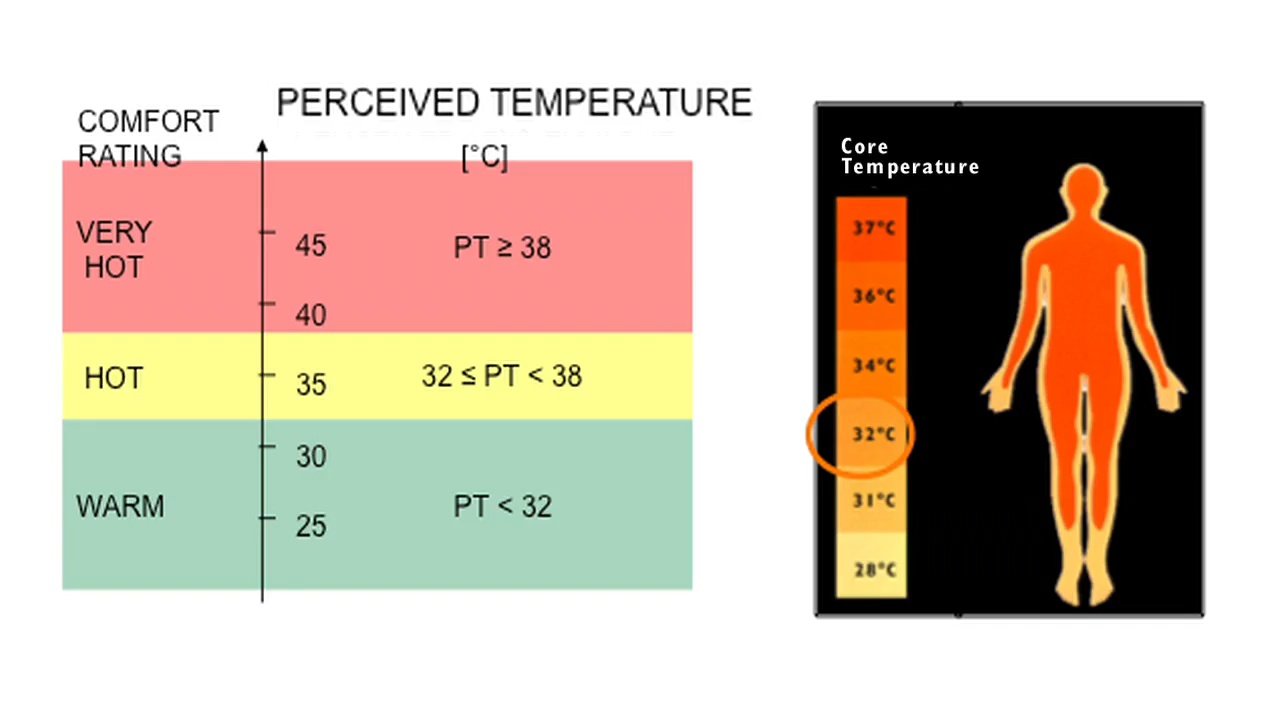 PERCEIVED TEMPERATURE
COMFORT
RATING
[°C]
VERY
HOT
45
PT ≥ 38
40
HOT
35
32 ≤ PT < 38
30
WARM
PT < 32
25
Core
Temperature
37°C
36°C
34°C
32°C
31°C
28°C